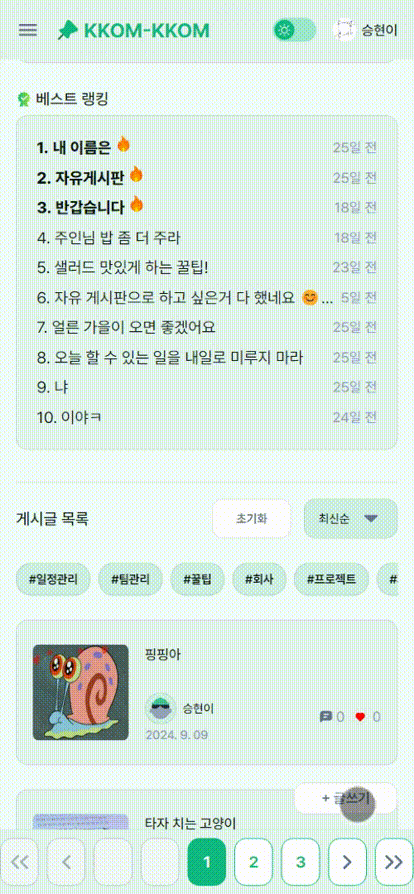 KKOM-KKOM 승현이
베스트 랭킹
1. 내 이름은 🔥 25일 전
2. 자유게시판 🔥 25일 전
3. 반갑습니다 🔥 18일 전
4. 주인님 밥 좀 더 주라 18일 전
5. 샐러드 맛있게 하는 꿀팁! 23일 전
6. 자유 게시판으로 하고 싶은거 다 했네요 😊 ... 5일 전
7. 얼른 가을이 오면 좋겠어요 25일 전
8. 오늘 할 수 있는 일을 내일로 미루지 마라 25일 전
9. 냐 25일 전
10. 이야ㅋ 24일 전
게시글 목록 초기화 최신순
#일정관리 #팀관리 #꿀팁 #회사 #프로젝트 #
핑핑아
승현이 0 0
2024. 9. 09
+ 글쓰기
타자 치는 고양이
1 2 3